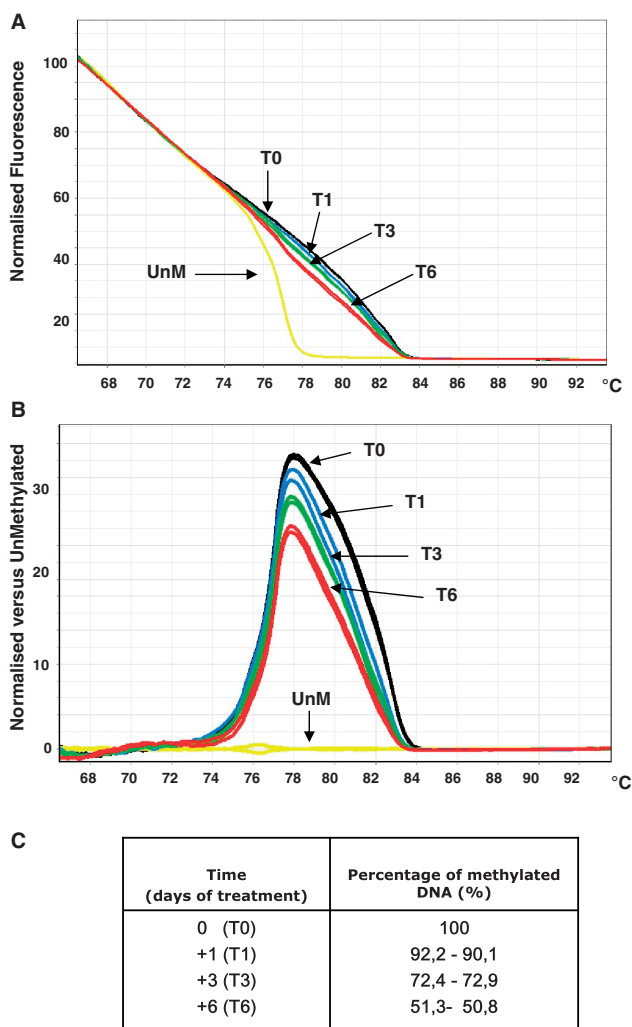 A
Normalised Fluorescence
100
80
60
40
20
T0
T1
T3
T6
UnM
68 70 72 74 76 78 80 82 84 86 88 90 92 °C
B
Normalised versus UnMethylated
30
20
10
0
T0
T1
T3
T6
UnM
68 70 72 74 76 78 80 82 84 86 88 90 92 °C
C
Time
(days of treatment)
Percentage of methylated
DNA (%)
0 (T0) 100
+1 (T1) 92,2 - 90,1
+3 (T3) 72,4 - 72,9
+6 (T6) 51,3- 50,8